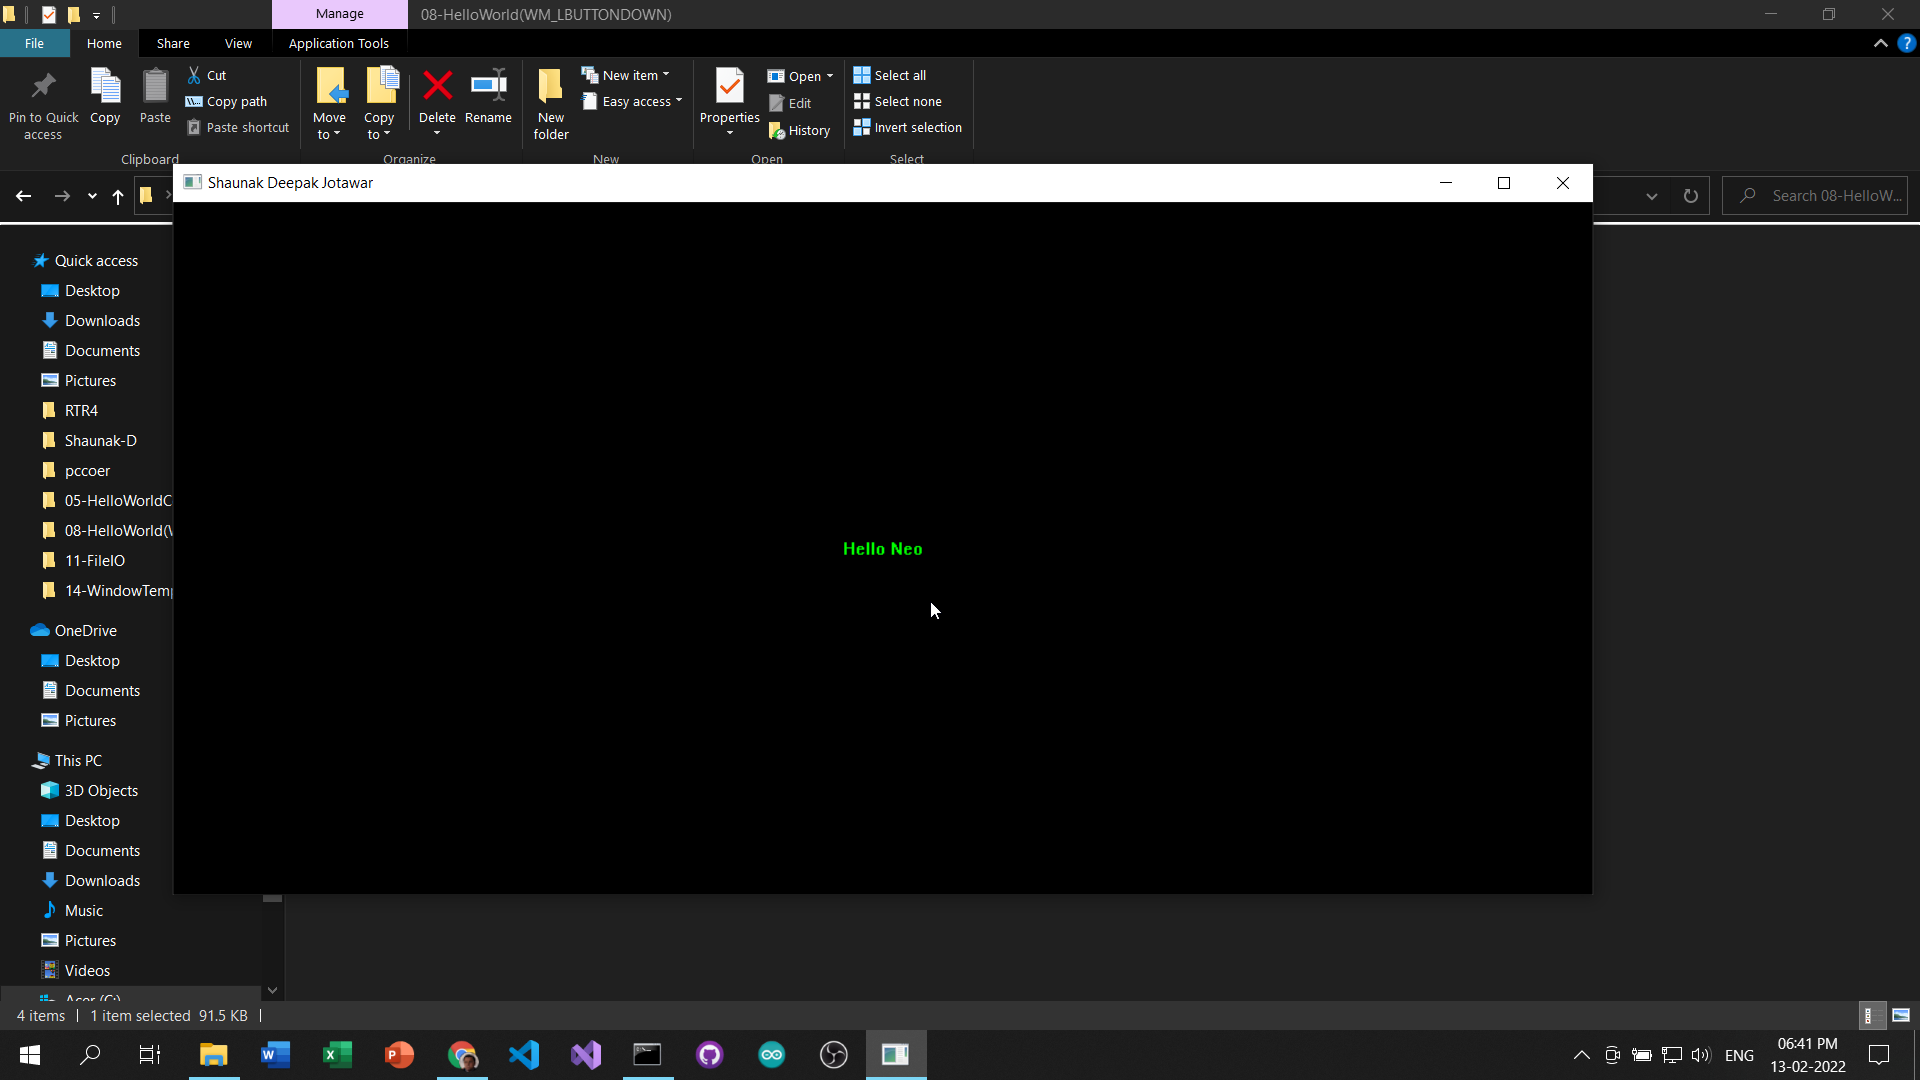 Manage
08-HelloWorld(WM_LBUTTONDOWN)
File
Home
Share
View
Application Tools
Pin to Quick
access
Copy
Paste
Cut
Copy path
Paste shortcut
Clipboard
Move
to
Copy
to
Delete
Rename
Organize
New
folder
New item
Easy access
New
Properties
Open
Edit
History
Open
Select all
Select none
Invert selection
Select
Search 08-HelloW...
Shaunak Deepak Jotawar
Hello Neo
Quick access
Desktop
Downloads
Documents
Pictures
RTR4
Shaunak-D
pccoer
05-HelloWorldC
08-HelloWorld(
11-FileIO
14-WindowTemp
OneDrive
Desktop
Documents
Pictures
This PC
3D Objects
Desktop
Documents
Downloads
Music
Pictures
Videos
Acer (C:)
4 items
1 item selected 91.5 KB
ENG
06:41 PM
13-02-2022